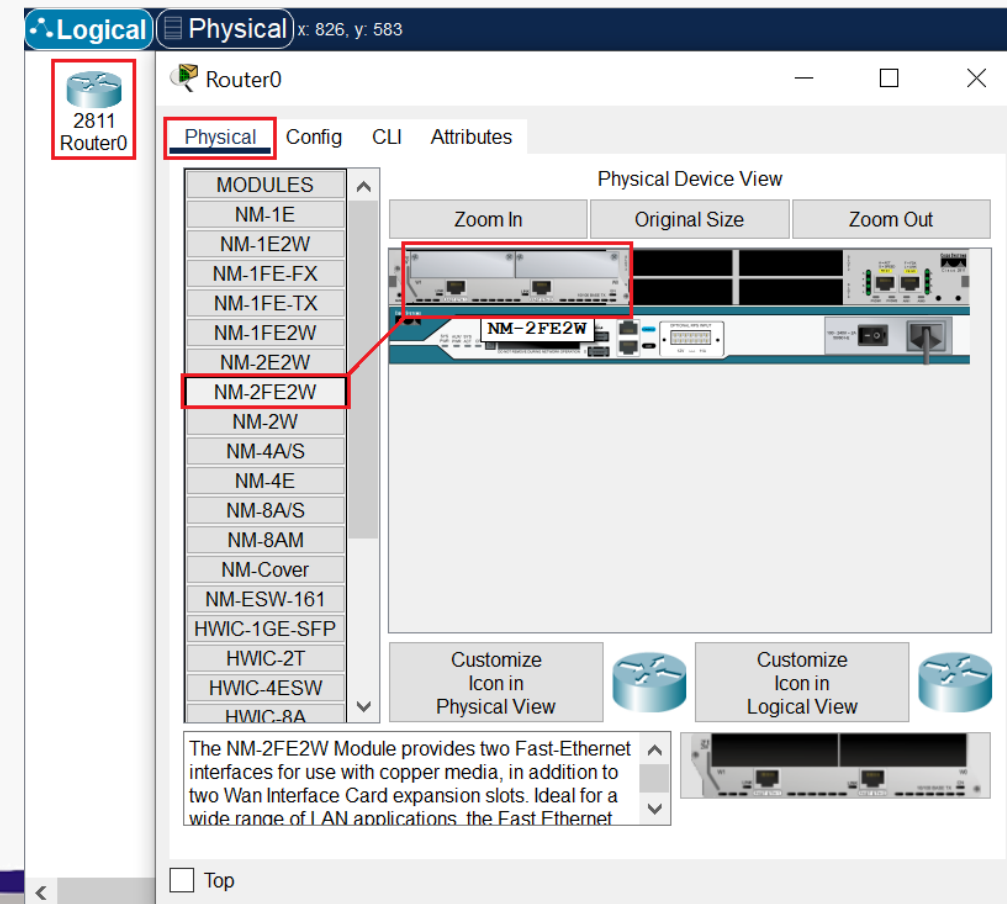 Logical
Physical x: 826, y: 583
2811
Router0
Router0
Physical Config CLI Attributes
MODULES
NM-1E
NM-1E2W
NM-1FE-FX
NM-1FE-TX
NM-1FE2W
NM-2E2W
NM-2FE2W
NM-2W
NM-4A/S
NM-4E
NM-8A/S
NM-8AM
NM-Cover
NM-ESW-161
HWIC-1GE-SFP
HWIC-2T
HWIC-4ESW
HWIC-8A
Physical Device View
Zoom In Original Size Zoom Out
NM-2FE2W
Customize
Icon in
Physical View
Customize
Icon in
Logical View
The NM-2FE2W Module provides two Fast-Ethernet
interfaces for use with copper media, in addition to
two Wan Interface Card expansion slots. Ideal for a
wide range of LAN applications, the Fast Ethernet
Top